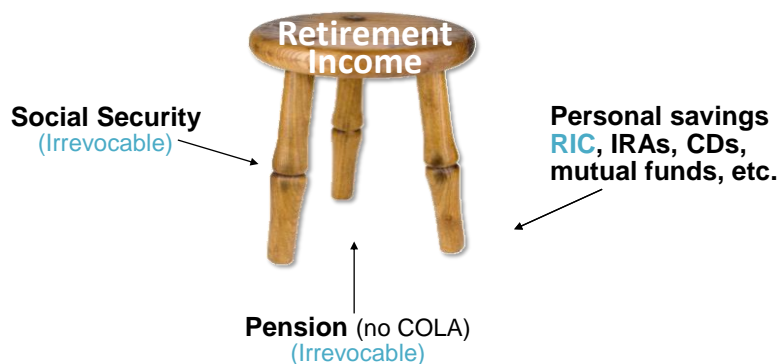 Retirement
Income
Social Security
(Irrevocable)
Personal savings
RIC, IRAs, CDs,
mutual funds, etc.
Pension (no COLA)
(Irrevocable)